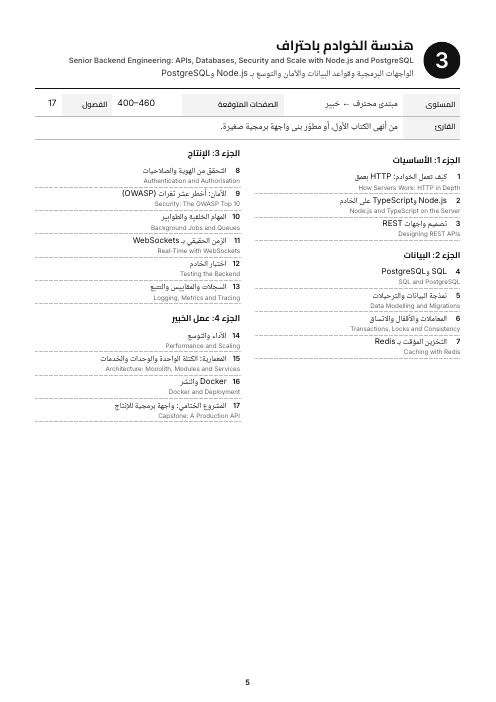 3
هندسة الخوادم باحتراف
Senior Backend Engineering: APIs, Databases, Security and Scale with Node.js and PostgreSQL
الواجهات البرمجية وقواعد البيانات والأمان والتوسع بـ Node.js وPostgreSQL
المستوى مبتدئ محترف ← خبير الصفحات المتوقعة 400–460 الفصول 17
القارئ من أنهى الكتاب الأول، أو مطوّر بنى واجهة برمجية صغيرة.
الجزء 1: الأساسيات
1 كيف تعمل الخوادم: HTTP بعمق
How Servers Work: HTTP in Depth
2 Node.js وTypeScript على الخادم
Node.js and TypeScript on the Server
3 تصميم واجهات REST
Designing REST APIs
الجزء 2: البيانات
4 SQL وPostgreSQL
SQL and PostgreSQL
5 نمذجة البيانات والترحيلات
Data Modelling and Migrations
6 المعاملات والأقفال والاتساق
Transactions, Locks and Consistency
7 التخزين المؤقت بـ Redis
Caching with Redis
الجزء 3: الإنتاج
8 التحقق من الهوية والصلاحيات
Authentication and Authorisation
9 الأمان: أخطر عشر ثغرات (OWASP)
Security: The OWASP Top 10
10 المهام الخلفية والطوابير
Background Jobs and Queues
11 الزمن الحقيقي بـ WebSockets
Real-Time with WebSockets
12 اختبار الخادم
Testing the Backend
13 السجلات والمقاييس والتتبع
Logging, Metrics and Tracing
الجزء 4: عمل الخبير
14 الأداء والتوسع
Performance and Scaling
15 المعمارية: الكتلة الواحدة والوحدات والخدمات
Architecture: Monolith, Modules and Services
16 Docker والنشر
Docker and Deployment
17 المشروع الختامي: واجهة برمجية للإنتاج
Capstone: A Production API
5